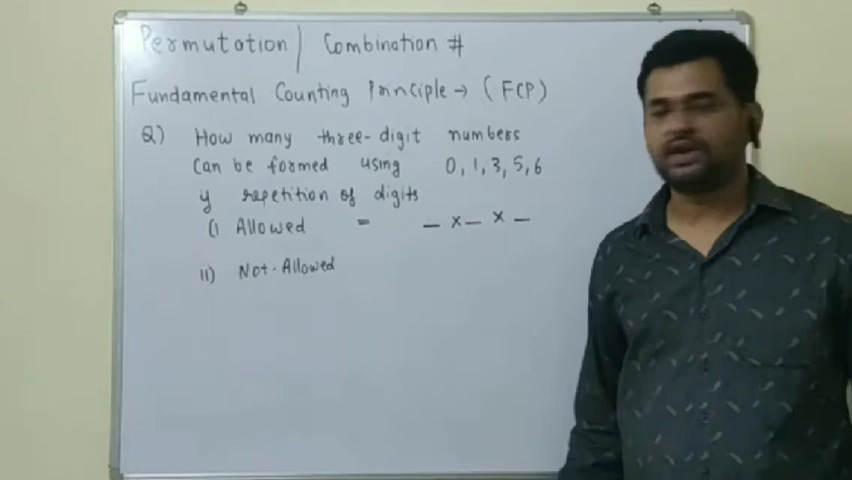 Permutation | Combination #
Fundamental Counting Principle → (FCP)
Q) How many three-digit numbers
Can be formed using 0, 1, 3, 5, 6
if repetition of digits
(i Allowed = _ x _ x _
ii) Not-Allowed